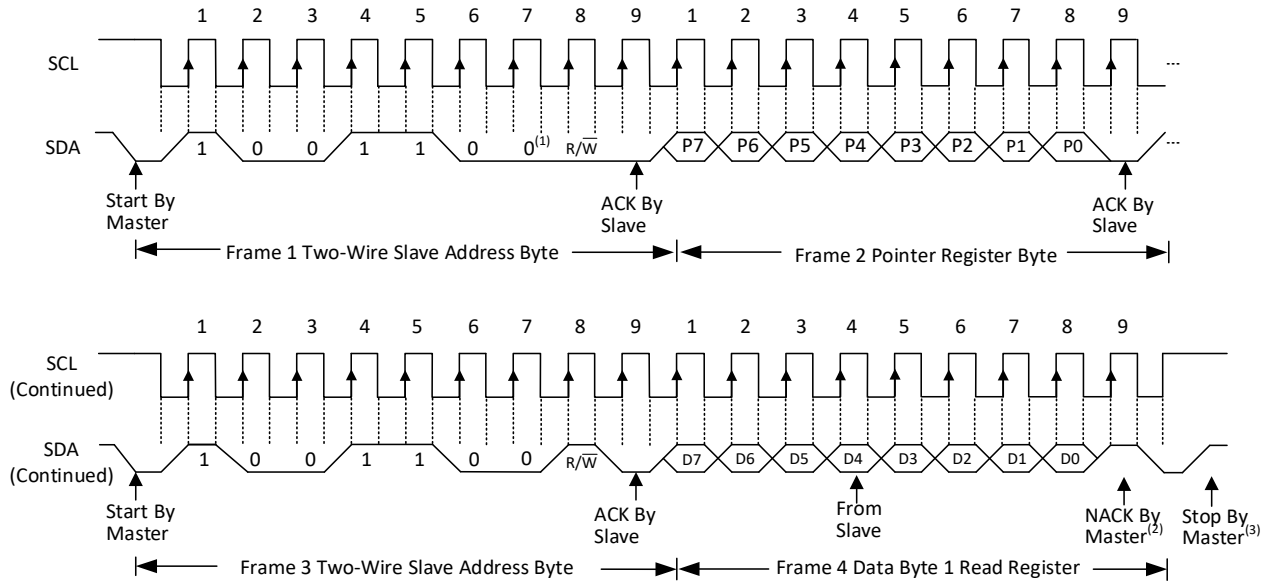 1 2 3 4 5 6 7 8 9 1 2 3 4 5 6 7 8 9
SCL ...
SDA 1 0 0 1 1 0 0(1) R/W̅ P7 P6 P5 P4 P3 P2 P1 P0 ...
Start By
Master
ACK By
Slave
ACK By
Slave
Frame 1 Two-Wire Slave Address Byte
Frame 2 Pointer Register Byte
1 2 3 4 5 6 7 8 9 1 2 3 4 5 6 7 8 9
SCL
(Continued)
SDA
(Continued)
1 0 0 1 1 0 0 R/W̅ D7 D6 D5 D4 D3 D2 D1 D0
Start By
Master
ACK By
Slave
From
Slave
NACK By
Master(2)
Stop By
Master(3)
Frame 3 Two-Wire Slave Address Byte
Frame 4 Data Byte 1 Read Register